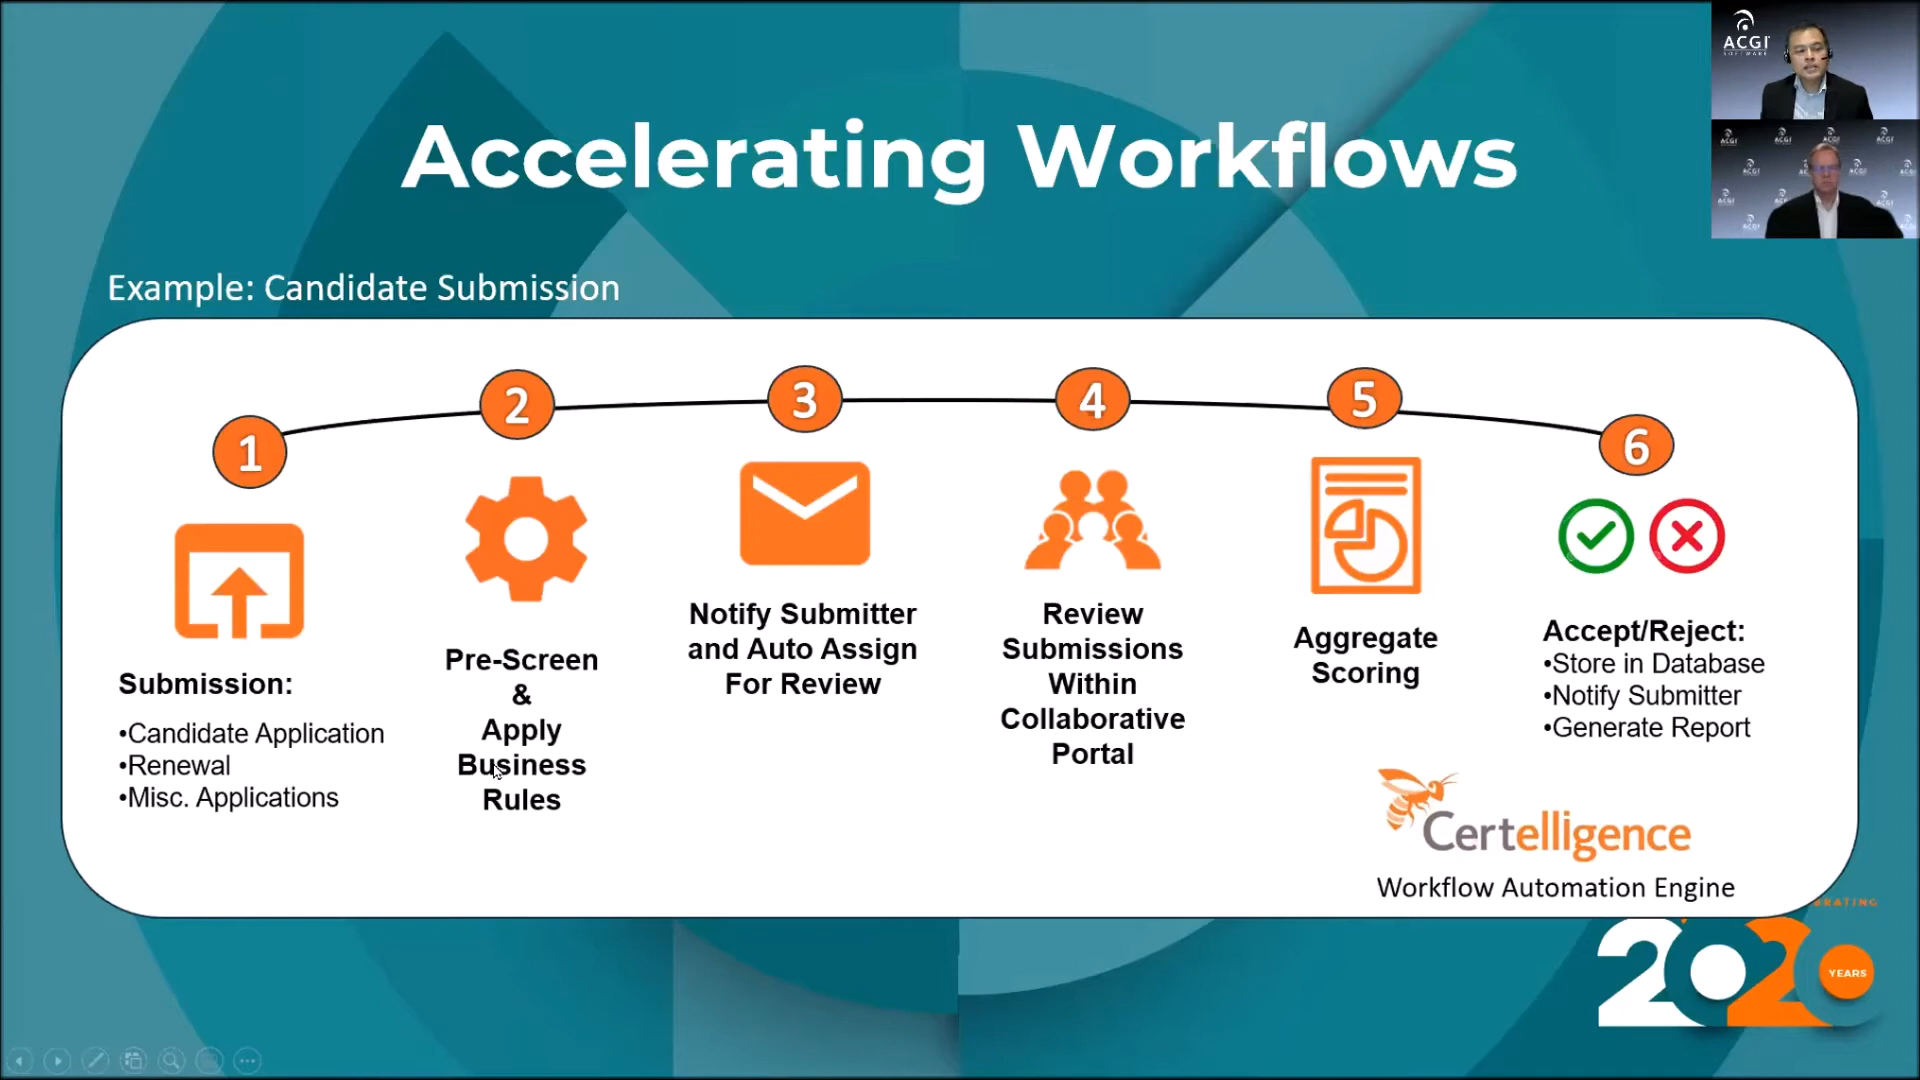 Accelerating Workflows
ACGI
SOFTWARE
Example: Candidate Submission
1
2
3
4
5
6
Submission:
•Candidate Application
•Renewal
•Misc. Applications
Pre-Screen
&
Apply
Business
Rules
Notify Submitter
and Auto Assign
For Review
Review
Submissions
Within
Collaborative
Portal
Aggregate
Scoring
Accept/Reject:
•Store in Database
•Notify Submitter
•Generate Report
Certelligence
Workflow Automation Engine
2020
YEARS